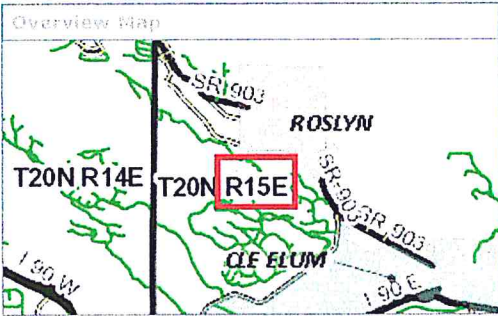 Overview Map
SR 903
ROSLYN
T20N R14E
T20N R15E
SR-903
SR 903
CLE ELUM
I 90 W
I 90 E